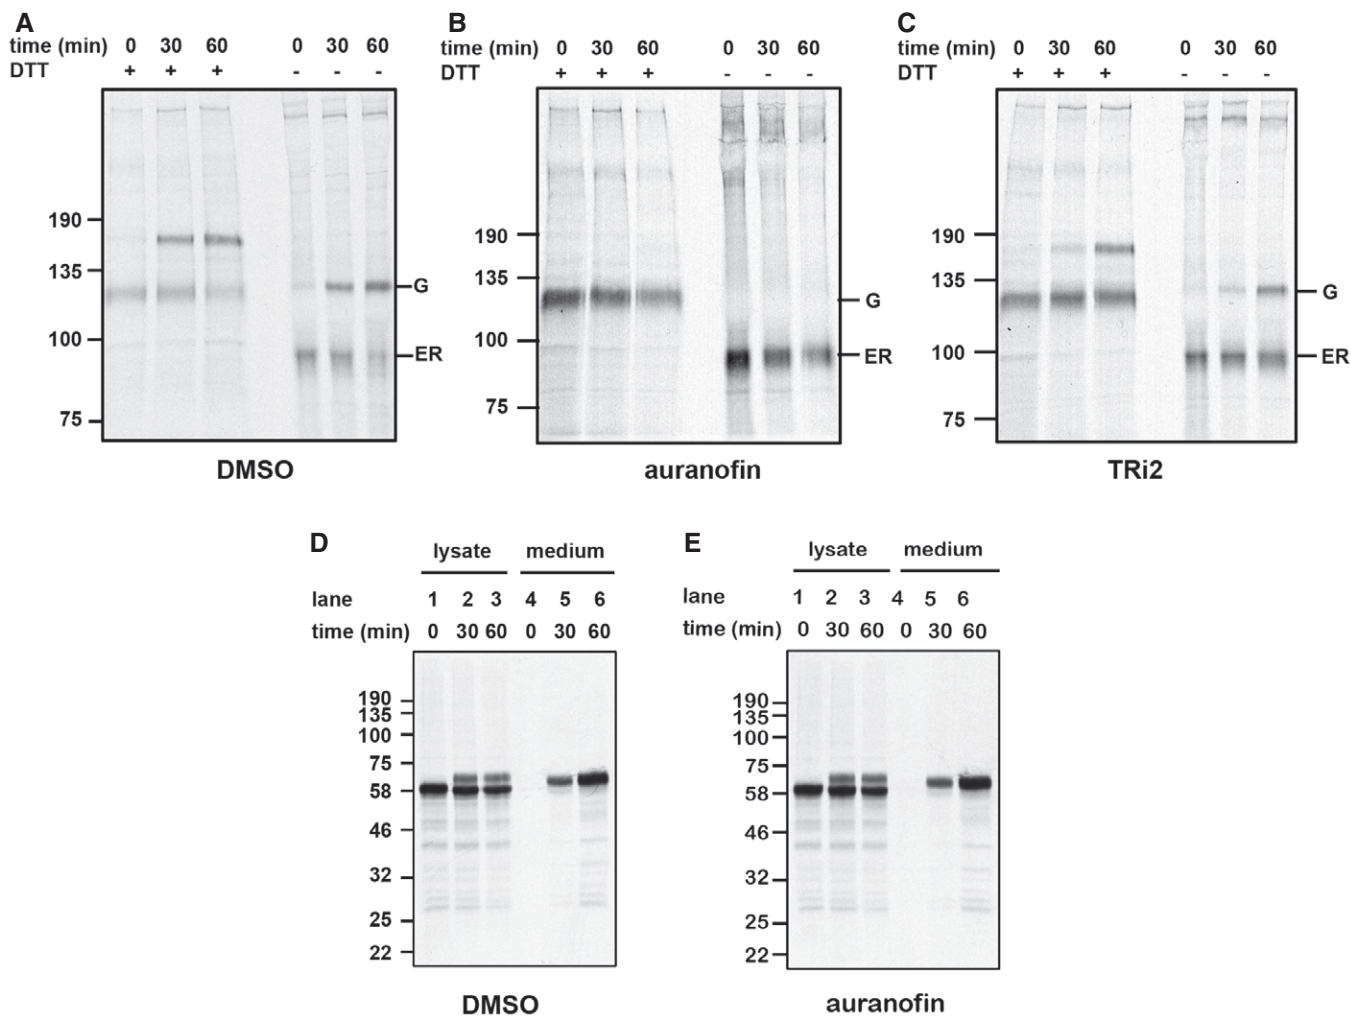 A
time (min) 0 30 60 0 30 60
DTT + + + - - -
190
135
100
75
G
ER
DMSO
B
time (min) 0 30 60 0 30 60
DTT + + + - - -
190
135
100
75
G
ER
auranofin
C
time (min) 0 30 60 0 30 60
DTT + + + - - -
190
135
100
75
G
ER
TRi2
D
lysate medium
lane 1 2 3 4 5 6
time (min) 0 30 60 0 30 60
190
135
100
75
58
46
32
25
22
DMSO
E
lysate medium
lane 1 2 3 4 5 6
time (min) 0 30 60 0 30 60
190
135
100
75
58
46
32
25
22
auranofin